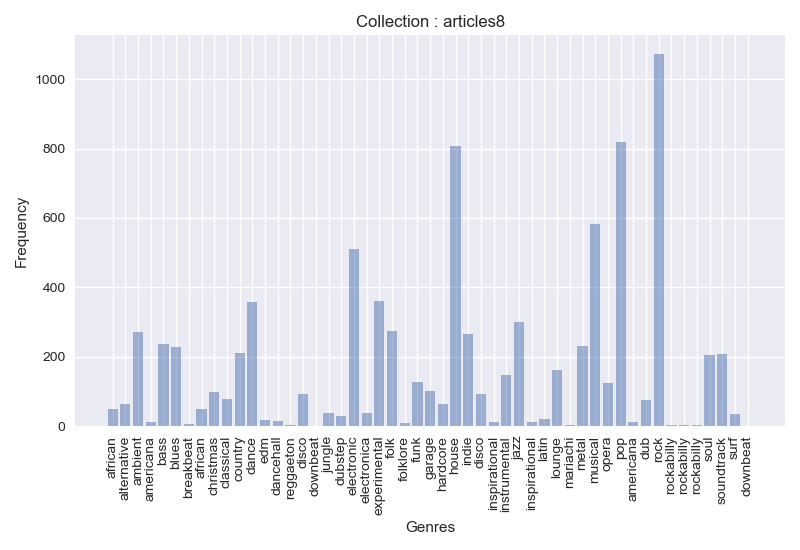 Collection : articles8
Frequency
1000
800
600
400
200
0
african
alternative
ambient
americana
bass
blues
breakbeat
african
christmas
classical
country
dance
edm
dancehall
reggaeton
disco
downbeat
jungle
dubstep
electronic
electronica
experimental
folk
folklore
funk
garage
hardcore
house
indie
disco
inspirational
instrumental
jazz
inspirational
latin
lounge
mariachi
metal
musical
opera
pop
americana
dub
rock
rockabilly
rockabilly
rockabilly
soul
soundtrack
surf
downbeat
Genres